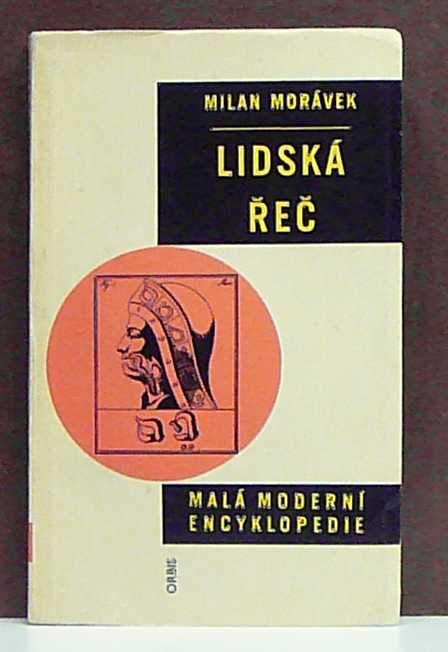 MILAN MORÁVEK
LIDSKÁ
ŘEČ
MALÁ MODERNÍ
ENCYKLOPEDIE
ORBIS